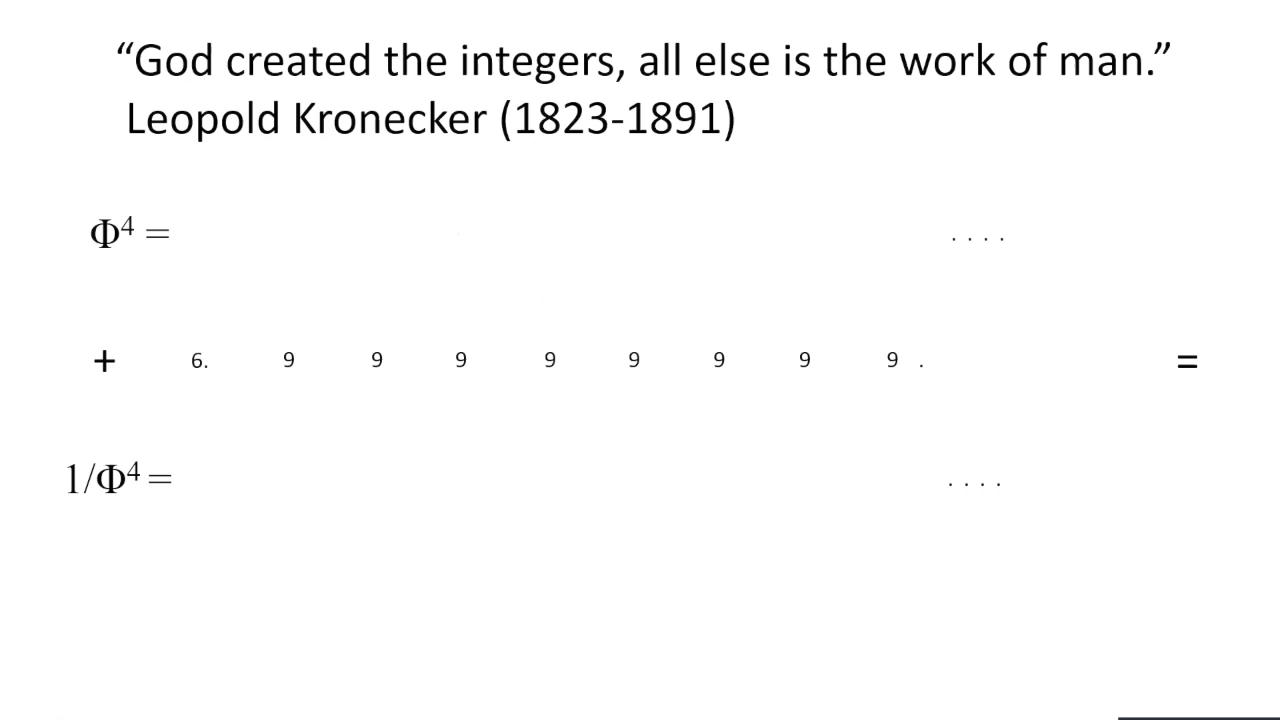 “God created the integers, all else is the work of man.”
Leopold Kronecker (1823-1891)
Φ⁴ = . . . .
+ 6. 9 9 9 9 9 9 9 9 . =
1/Φ⁴ = . . . .